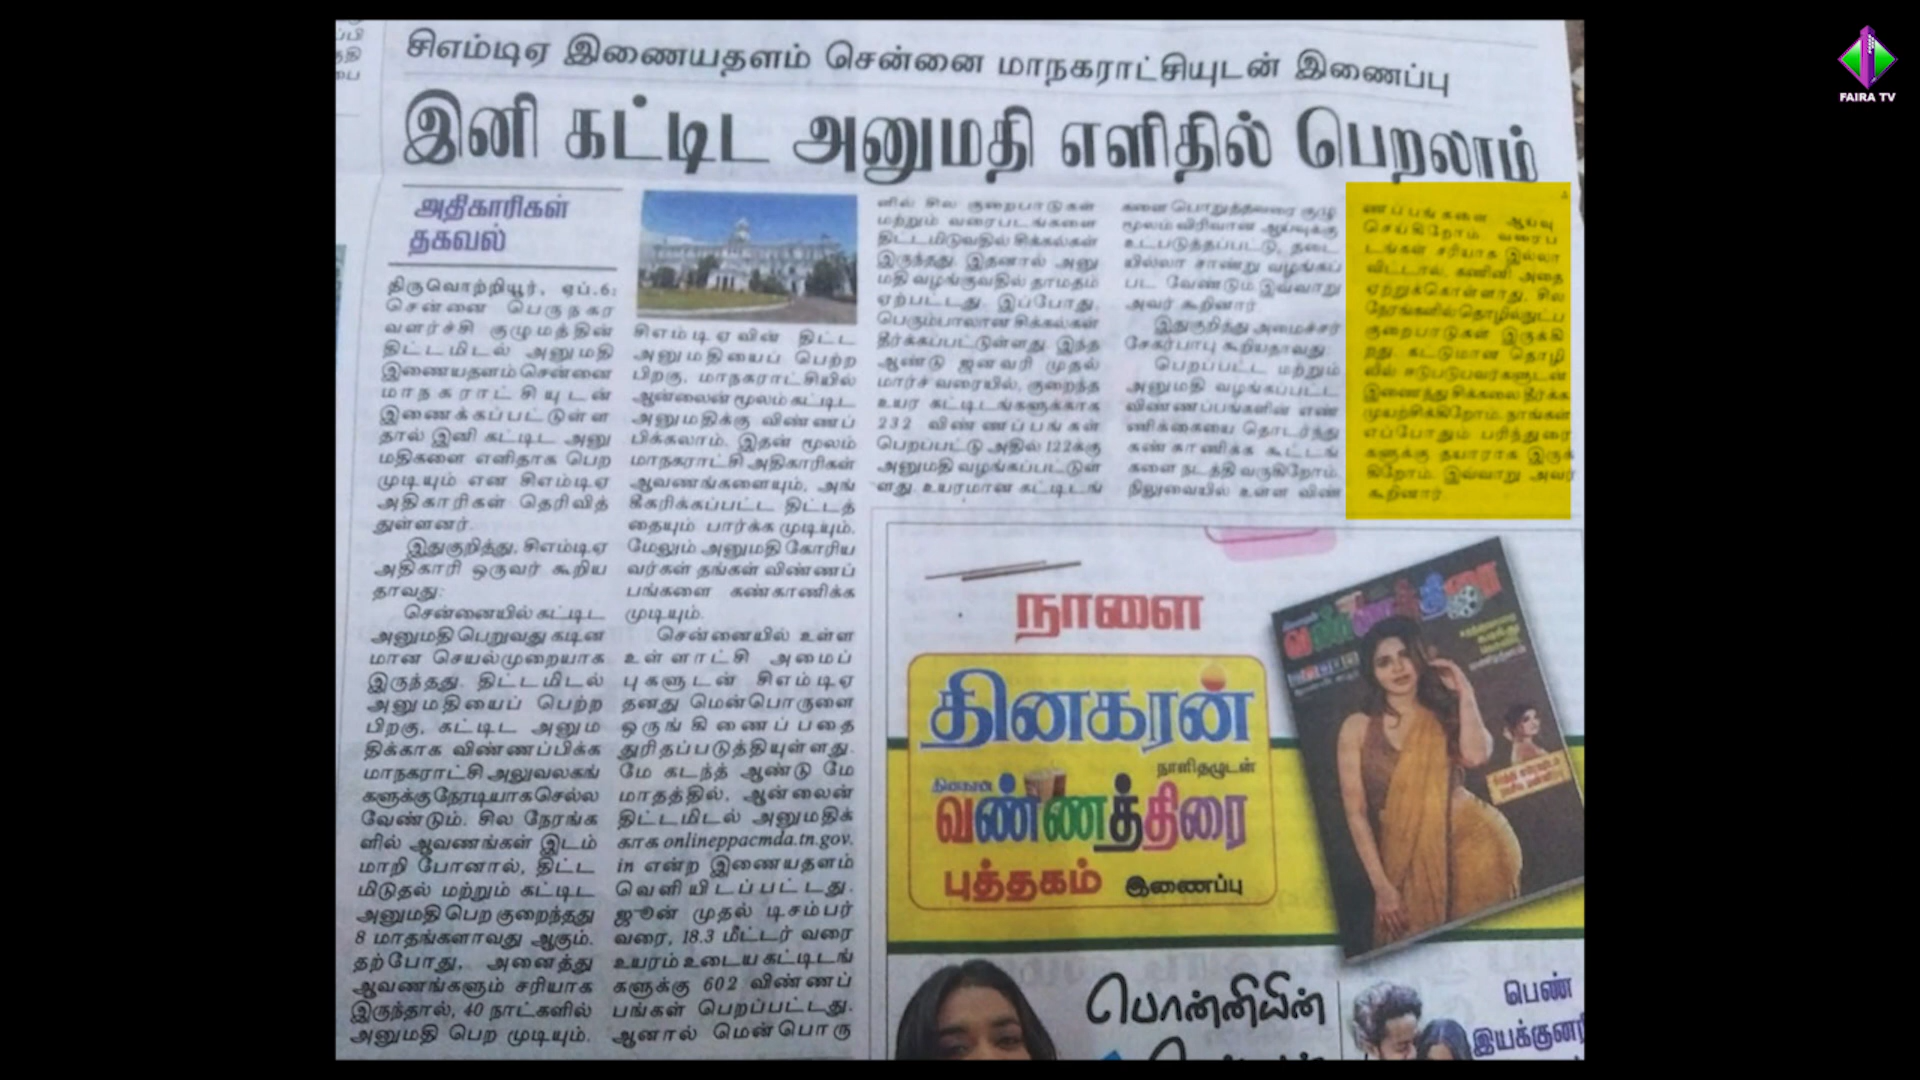 சிஎம்டிஏ இணையதளம் சென்னை மாநகராட்சியுடன் இணைப்பு
இனி கட்டிட அனுமதி எளிதில் பெறலாம்
அதிகாரிகள்
தகவல்
திருவொற்றியூர், ஏப்.6:
சென்னை பெருநகர
வளர்ச்சி குழுமத்தின்
திட்டமிடல் அனுமதி
இணையதளம் சென்னை
மாநகராட்சியுடன்
இணைக்கப்பட்டுள்ள
தால் இனி கட்டிட அனு
மதிகளை எளிதாக பெற
முடியும் என சிஎம்டிஏ
அதிகாரிகள் தெரிவித்
துள்ளனர்.
இதுகுறித்து, சிஎம்டிஏ
அதிகாரி ஒருவர் கூறிய
தாவது:
சென்னையில் கட்டிட
அனுமதி பெறுவது கடின
மான செயல்முறையாக
இருந்தது. திட்டமிடல்
அனுமதியைப் பெற்ற
பிறகு, கட்டிட அனும
திக்காக விண்ணப்பிக்க
மாநகராட்சி அலுவலகங்
களுக்கு நேரடியாக செல்ல
வேண்டும். சில நேரங்க
ளில் ஆவணங்கள் இடம்
மாறி போனால், திட்ட
மிடுதல் மற்றும் கட்டிட
அனுமதி பெற குறைந்தது
8 மாதங்களாவது ஆகும்.
தற்போது, அனைத்து
ஆவணங்களும் சரியாக
இருந்தால், 40 நாட்களில்
அனுமதி பெற முடியும்.
சிஎம்டிஏவின் திட்ட
அனுமதியைப் பெற்ற
பிறகு, மாநகராட்சியில்
ஆன்லைன் மூலம் கட்டிட
அனுமதிக்கு விண்ணப்
பிக்கலாம். இதன் மூலம்
மாநகராட்சி அதிகாரிகள்
ஆவணங்களையும், அங்
கீகரிக்கப்பட்ட திட்டத்
தையும் பார்க்க முடியும்.
மேலும் அனுமதி கோரிய
வர்கள் தங்கள் விண்ணப்
பங்களை கண்காணிக்க
முடியும்.
சென்னையில் உள்ள
உள்ளாட்சி அமைப்
புகளுடன் சிஎம்டிஏ
தனது மென்பொருளை
ஒருங்கிணைப்பதை
துரிதப்படுத்தியுள்ளது.
மே கடந்த் ஆண்டு மே
மாதத்தில், ஆன்லைன்
திட்டமிடல் அனுமதிக்
காக onlineppacmda.tn.gov.
in என்ற இணையதளம்
வெளியிடப்பட்டது.
ஜூன் முதல் டிசம்பர்
வரை, 18.3 மீட்டர் வரை
உயரம் உடைய கட்டிடங்
களுக்கு 602 விண்ணப்
பங்கள் பெறப்பட்டது.
ஆனால் மென்பொரு
ளில் சில குறைபாடுகள்
மற்றும் வரைபடங்களை
திட்டமிடுவதில் சிக்கல்கள்
இருந்தது. இதனால் அனு
மதி வழங்குவதில் தாமதம்
ஏற்பட்டது. இப்போது,
பெரும்பாலான சிக்கல்கள்
தீர்க்கப்பட்டுள்ளது. இந்த
ஆண்டு ஜனவரி முதல்
மார்ச் வரையில், குறைந்த
உயர கட்டிடங்களுக்காக
232 விண்ணப்பங்கள்
பெறப்பட்டு அதில் 122க்கு
அனுமதி வழங்கப்பட்டுள்
ளது. உயரமான கட்டிடங்
களை பொறுத்தவரை குழு
மூலம் விரிவான ஆய்வுக்கு
உட்படுத்தப்பட்டு, தடை
யில்லா சான்று வழங்கப்
பட வேண்டும். இவ்வாறு
அவர் கூறினார்.
இதுகுறித்து அமைச்சர்
சேகர்பாபு கூறியதாவது:
பெறப்பட்ட மற்றும்
அனுமதி வழங்கப்பட்ட
விண்ணப்பங்களின் எண்
ணிக்கையை தொடர்ந்து
கண்காணிக்க கூட்டங்
களை நடத்தி வருகிறோம்.
நிலுவையில் உள்ள விண்
ணப்பங்களை ஆய்வு
செய்கிறோம். வரைப
டங்கள் சரியாக இல்லா
விட்டால், கணினி அதை
ஏற்றுக்கொள்ளாது, சில
நேரங்களில் தொழில்நுட்ப
குறைபாடுகள் இருக்கி
றது. கட்டுமான தொழி
லில் ஈடுபடுபவர்களுடன்
இணைந்து சிக்கலை தீர்க்க
முயற்சிக்கிறோம். நாங்கள்
எப்போதும் பரிந்துரை
களுக்கு தயாராக இருக்
கிறோம். இவ்வாறு அவர்
கூறினார்.
நாளை
தினகரன்
நாளிதழுடன்
தினகரன்
வண்ணத்திரை
புத்தகம் இணைப்பு
வண்ணத்திரை
பொன்னியின்
பெண்
இயக்குனர்
FAIRA TV